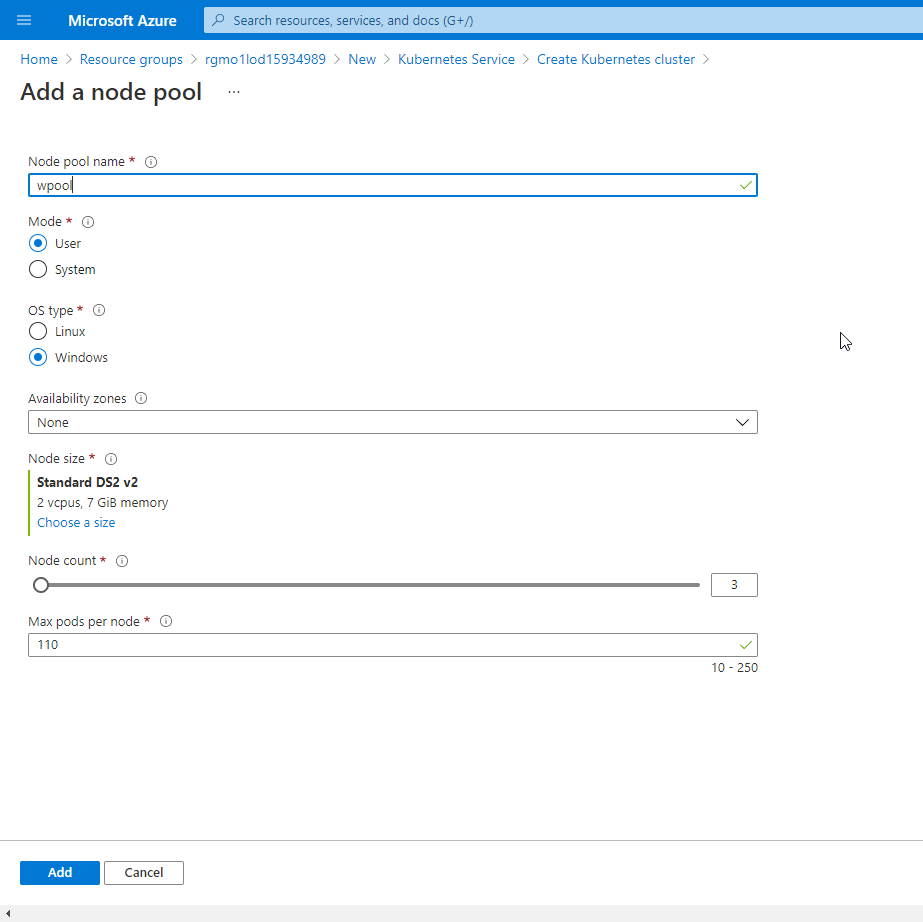 Microsoft Azure
Search resources, services, and docs (G+/)
Home > Resource groups > rgmo1lod15934989 > New > Kubernetes Service > Create Kubernetes cluster >
Add a node pool ...
Node pool name *
wpool
Mode *
User
System
OS type *
Linux
Windows
Availability zones
None
Node size *
Standard DS2 v2
2 vcpus, 7 GiB memory
Choose a size
Node count *
3
Max pods per node *
110
10 - 250
Add Cancel